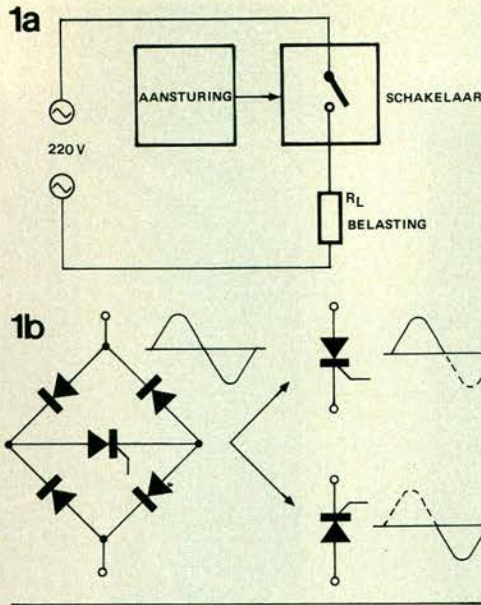 1a
AANSTURING
SCHAKELAAR
220 V
RL
BELASTING
1b